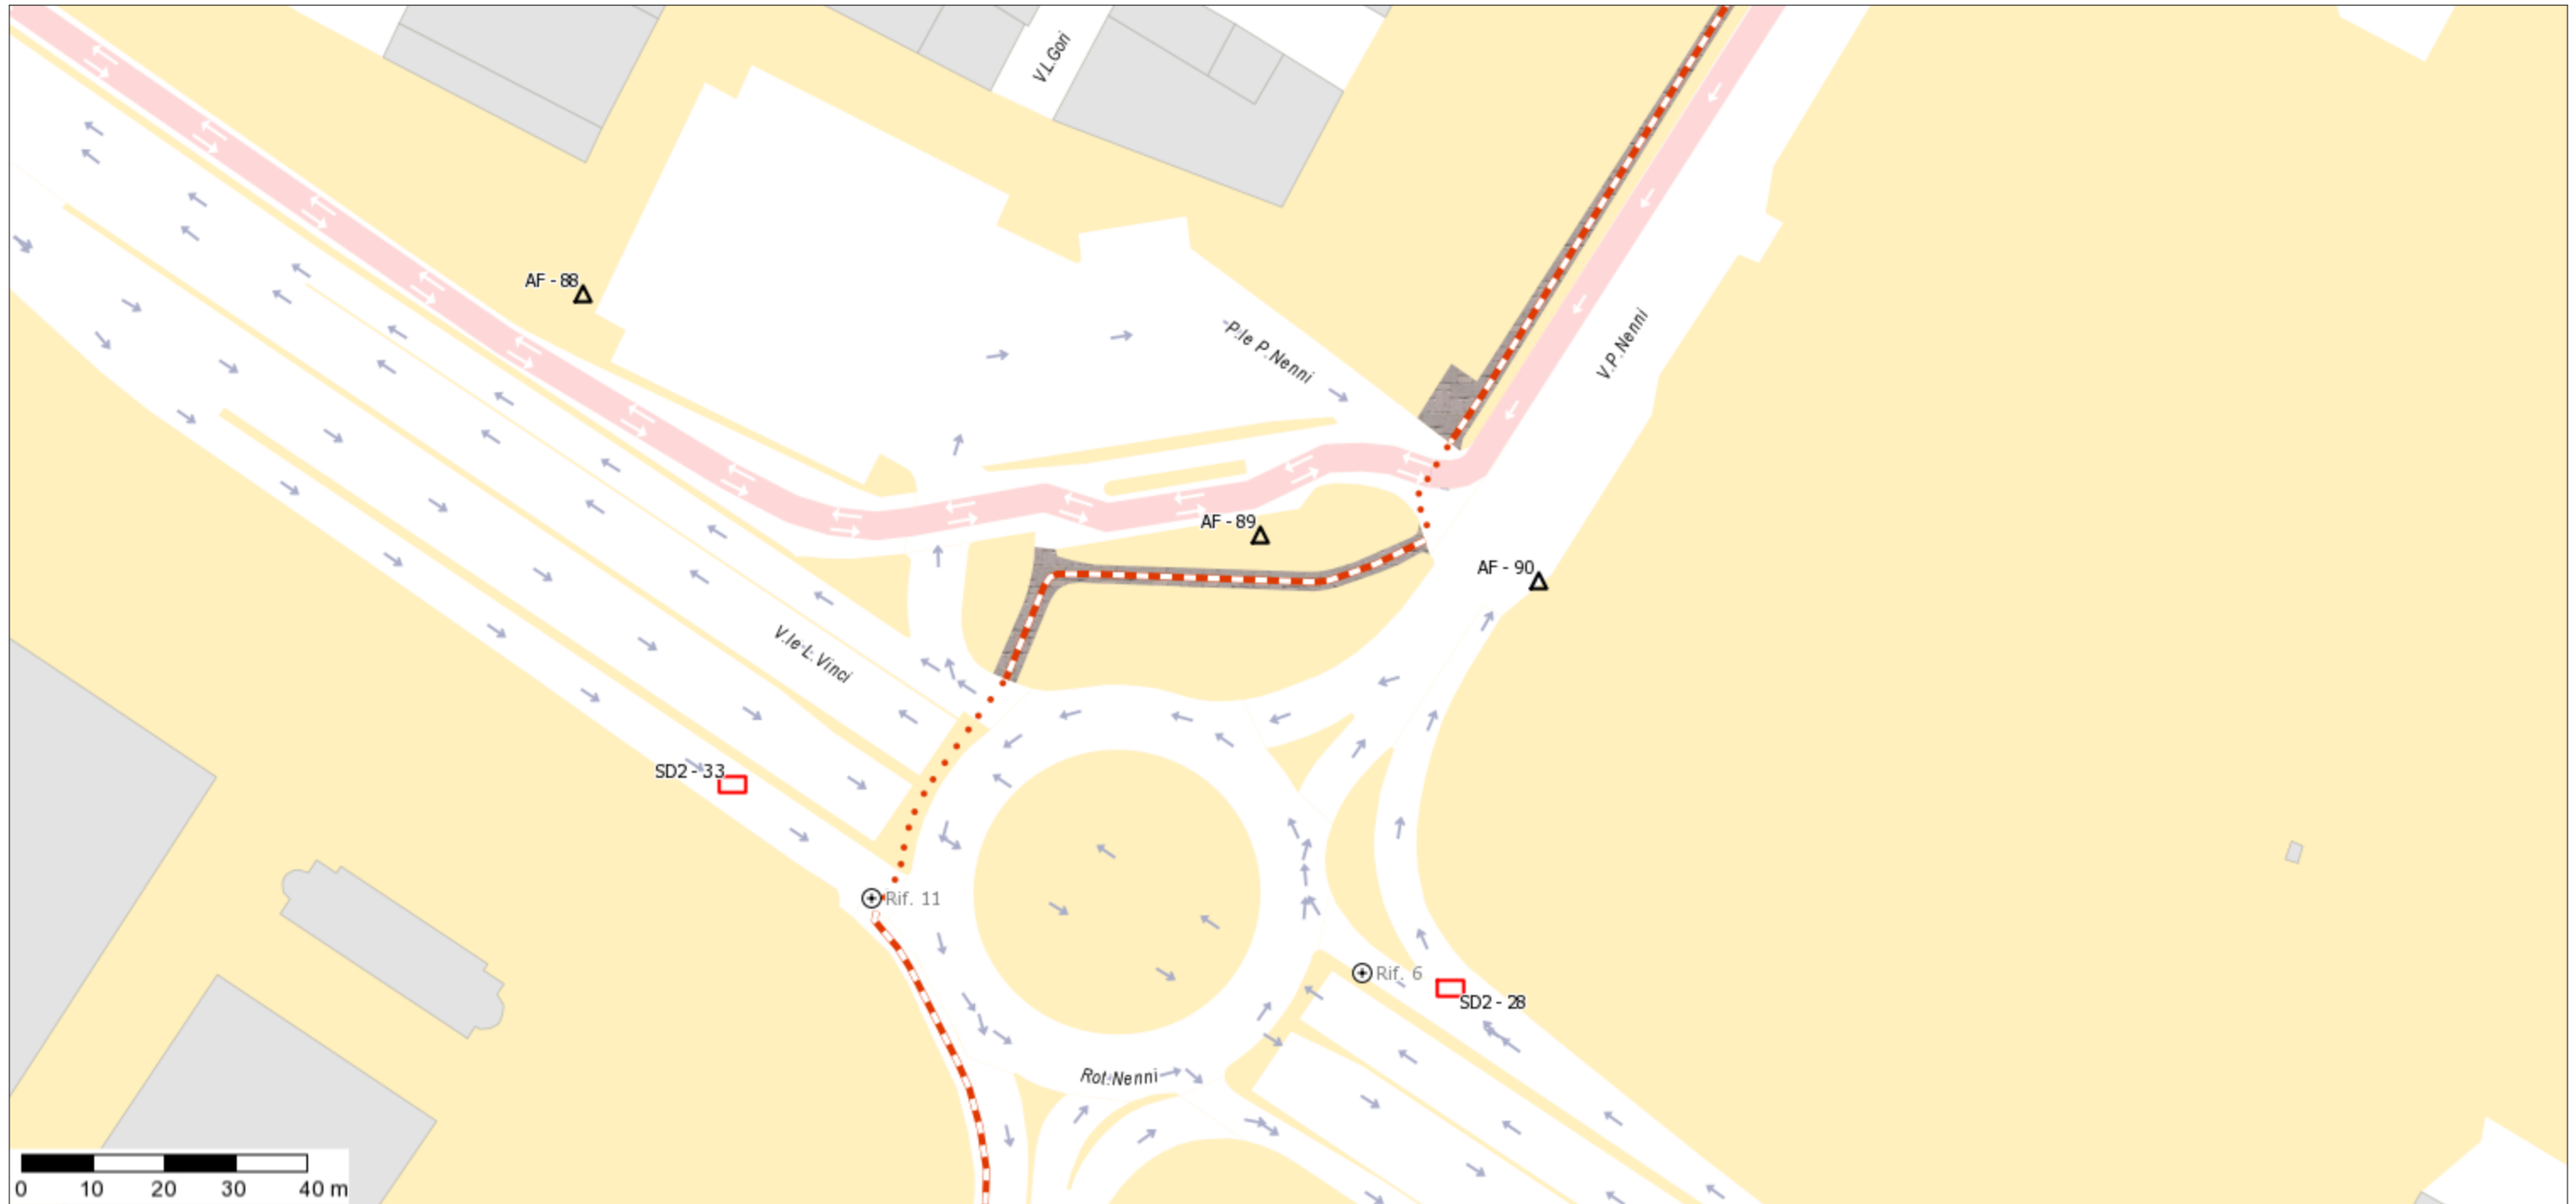 V.L.Gori
AF - 88
P.le P.Nenni
V.P.Nenni
AF - 89
AF - 90
V.le L. Vinci
SD2 - 33
Rif. 11
Rif. 6
SD2 - 28
Rot.Nenni
0 10 20 30 40 m